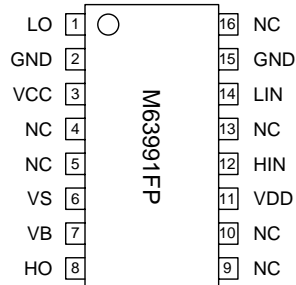 LO 1 16 NC
GND 2 15 GND
VCC 3 14 LIN
NC 4 13 NC
NC 5 12 HIN
VS 6 11 VDD
VB 7 10 NC
HO 8 9 NC
M63991FP